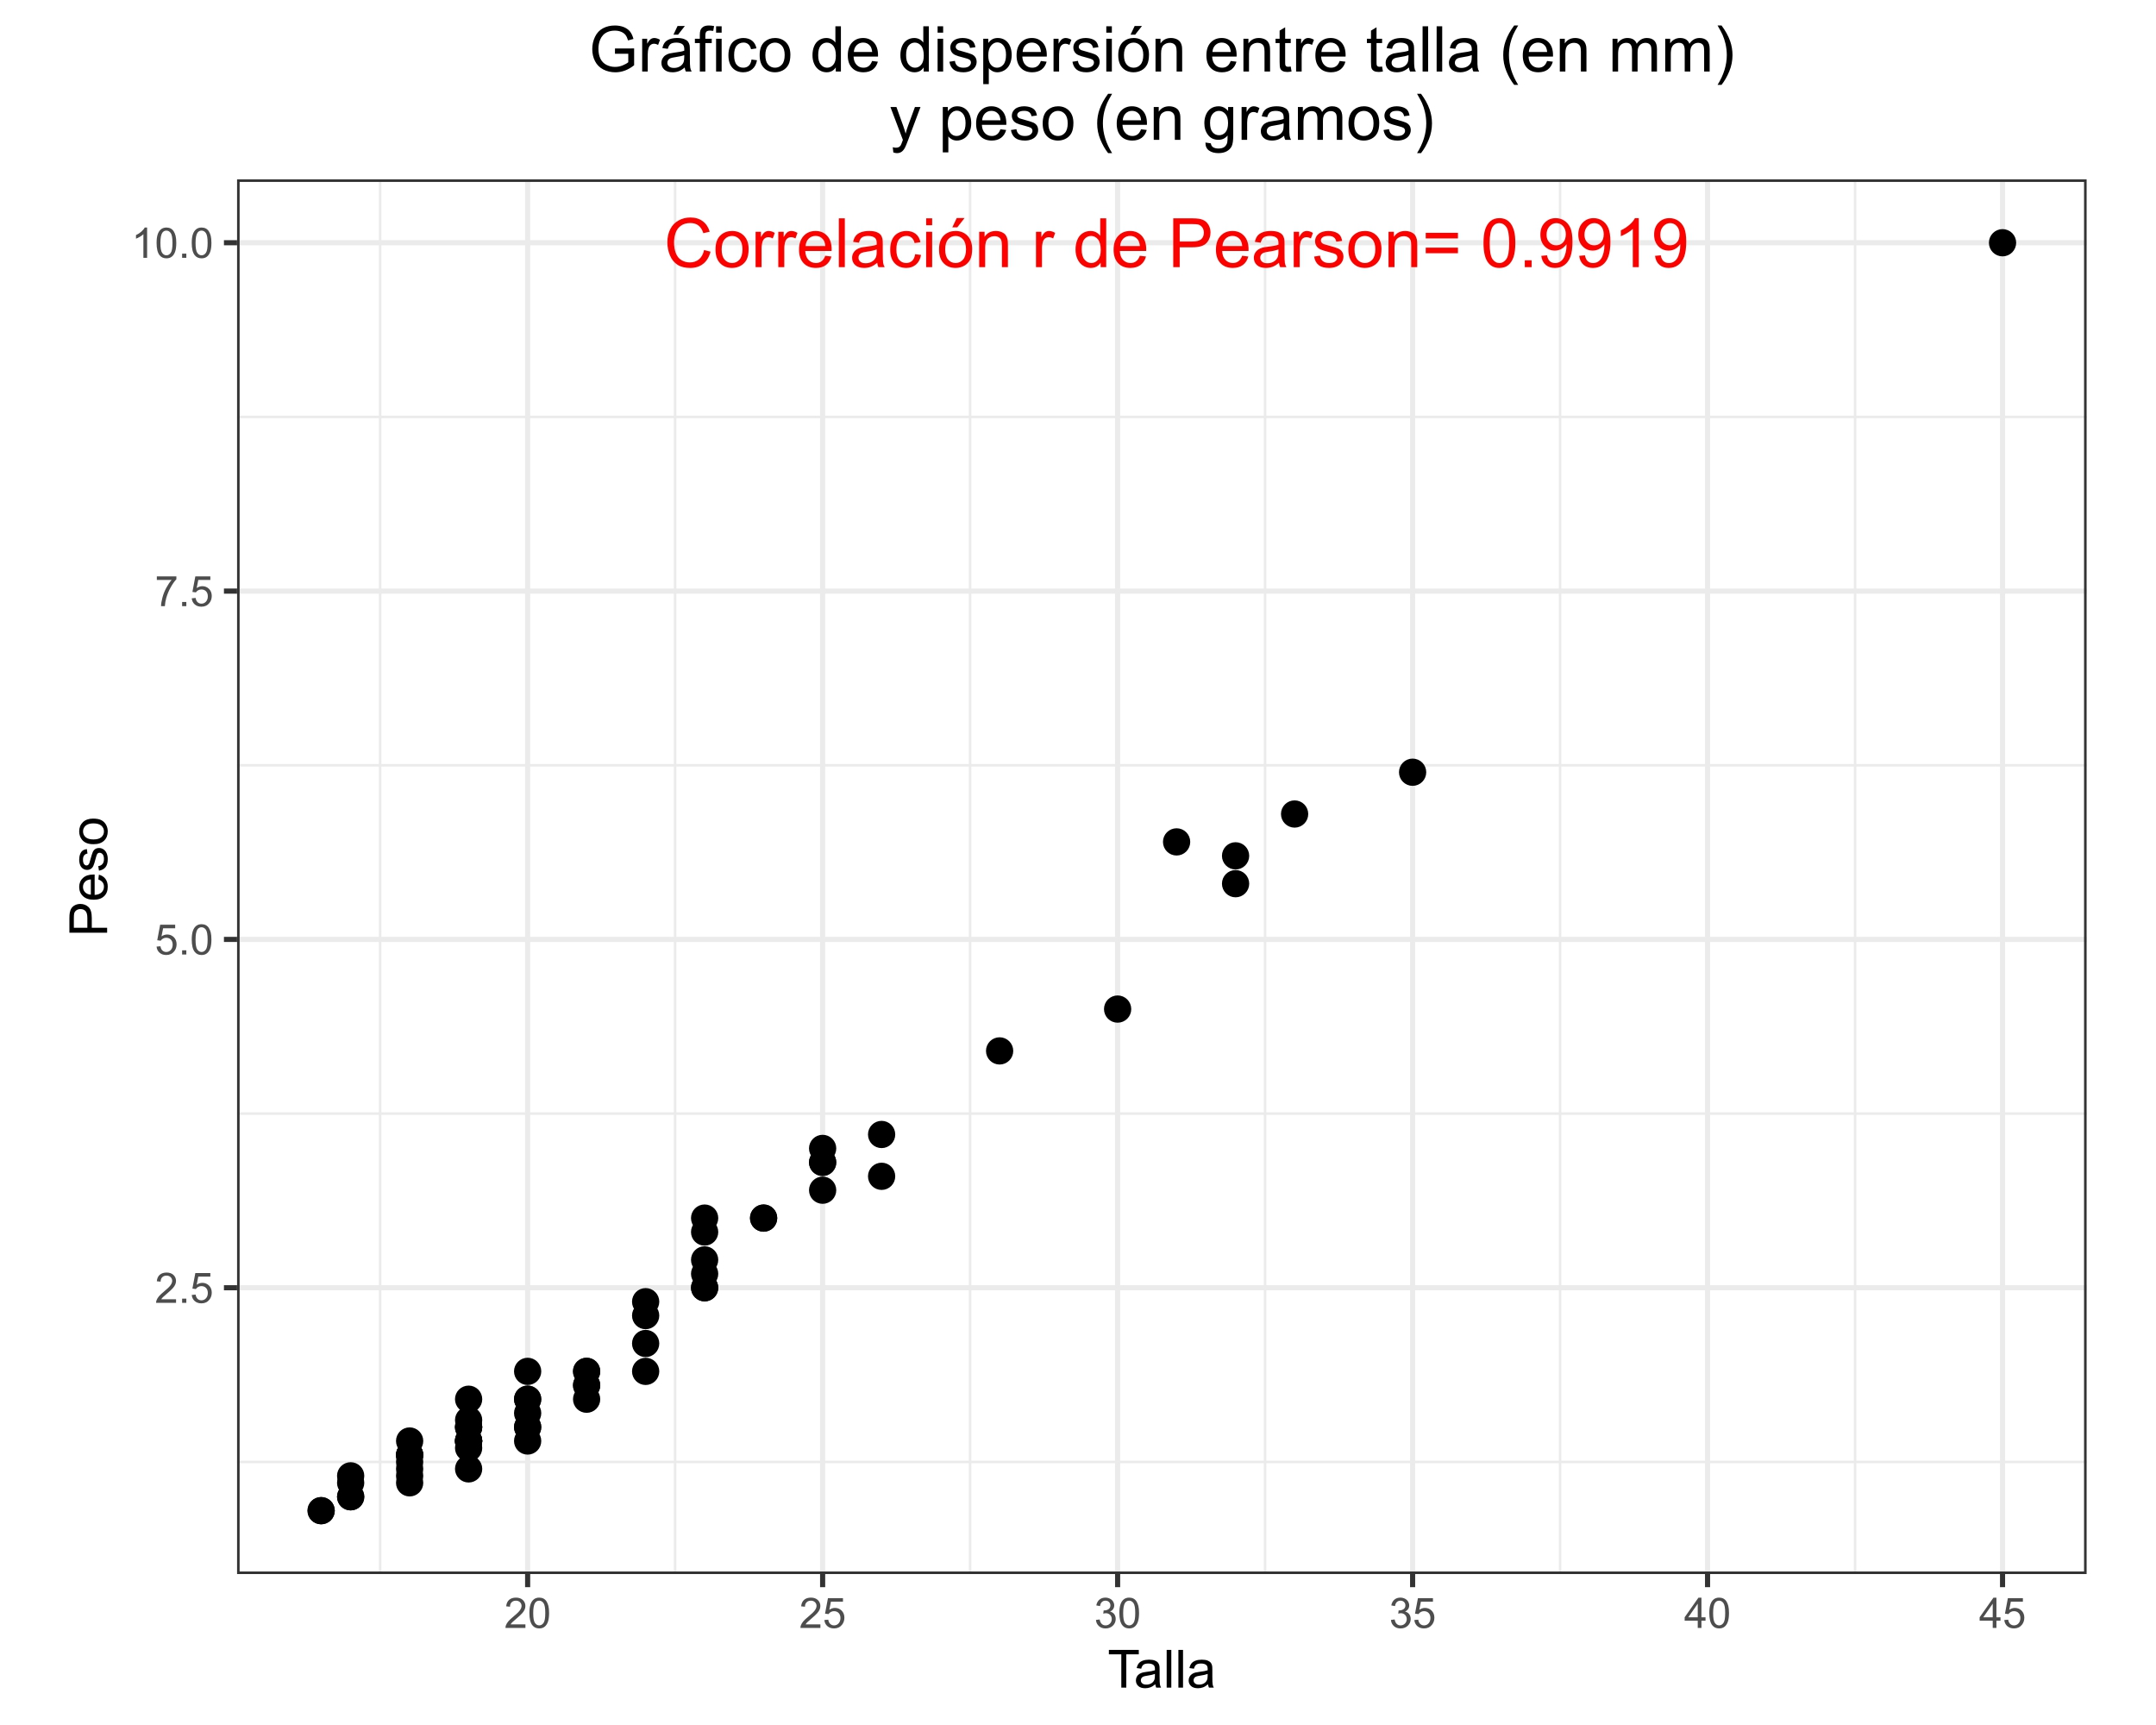 Gráfico de dispersión entre talla (en mm)
y peso (en gramos)
Correlación r de Pearson= 0.9919
10.0
7.5
5.0
2.5
Peso
20 25 30 35 40 45
Talla